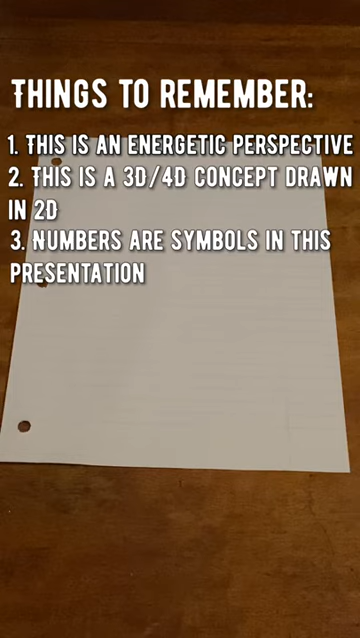 THINGS TO REMEMBER:
1. THIS IS AN ENERGETIC PERSPECTIVE
2. THIS IS A 3D/4D CONCEPT DRAWN
IN 2D
3. NUMBERS ARE SYMBOLS IN THIS
PRESENTATION